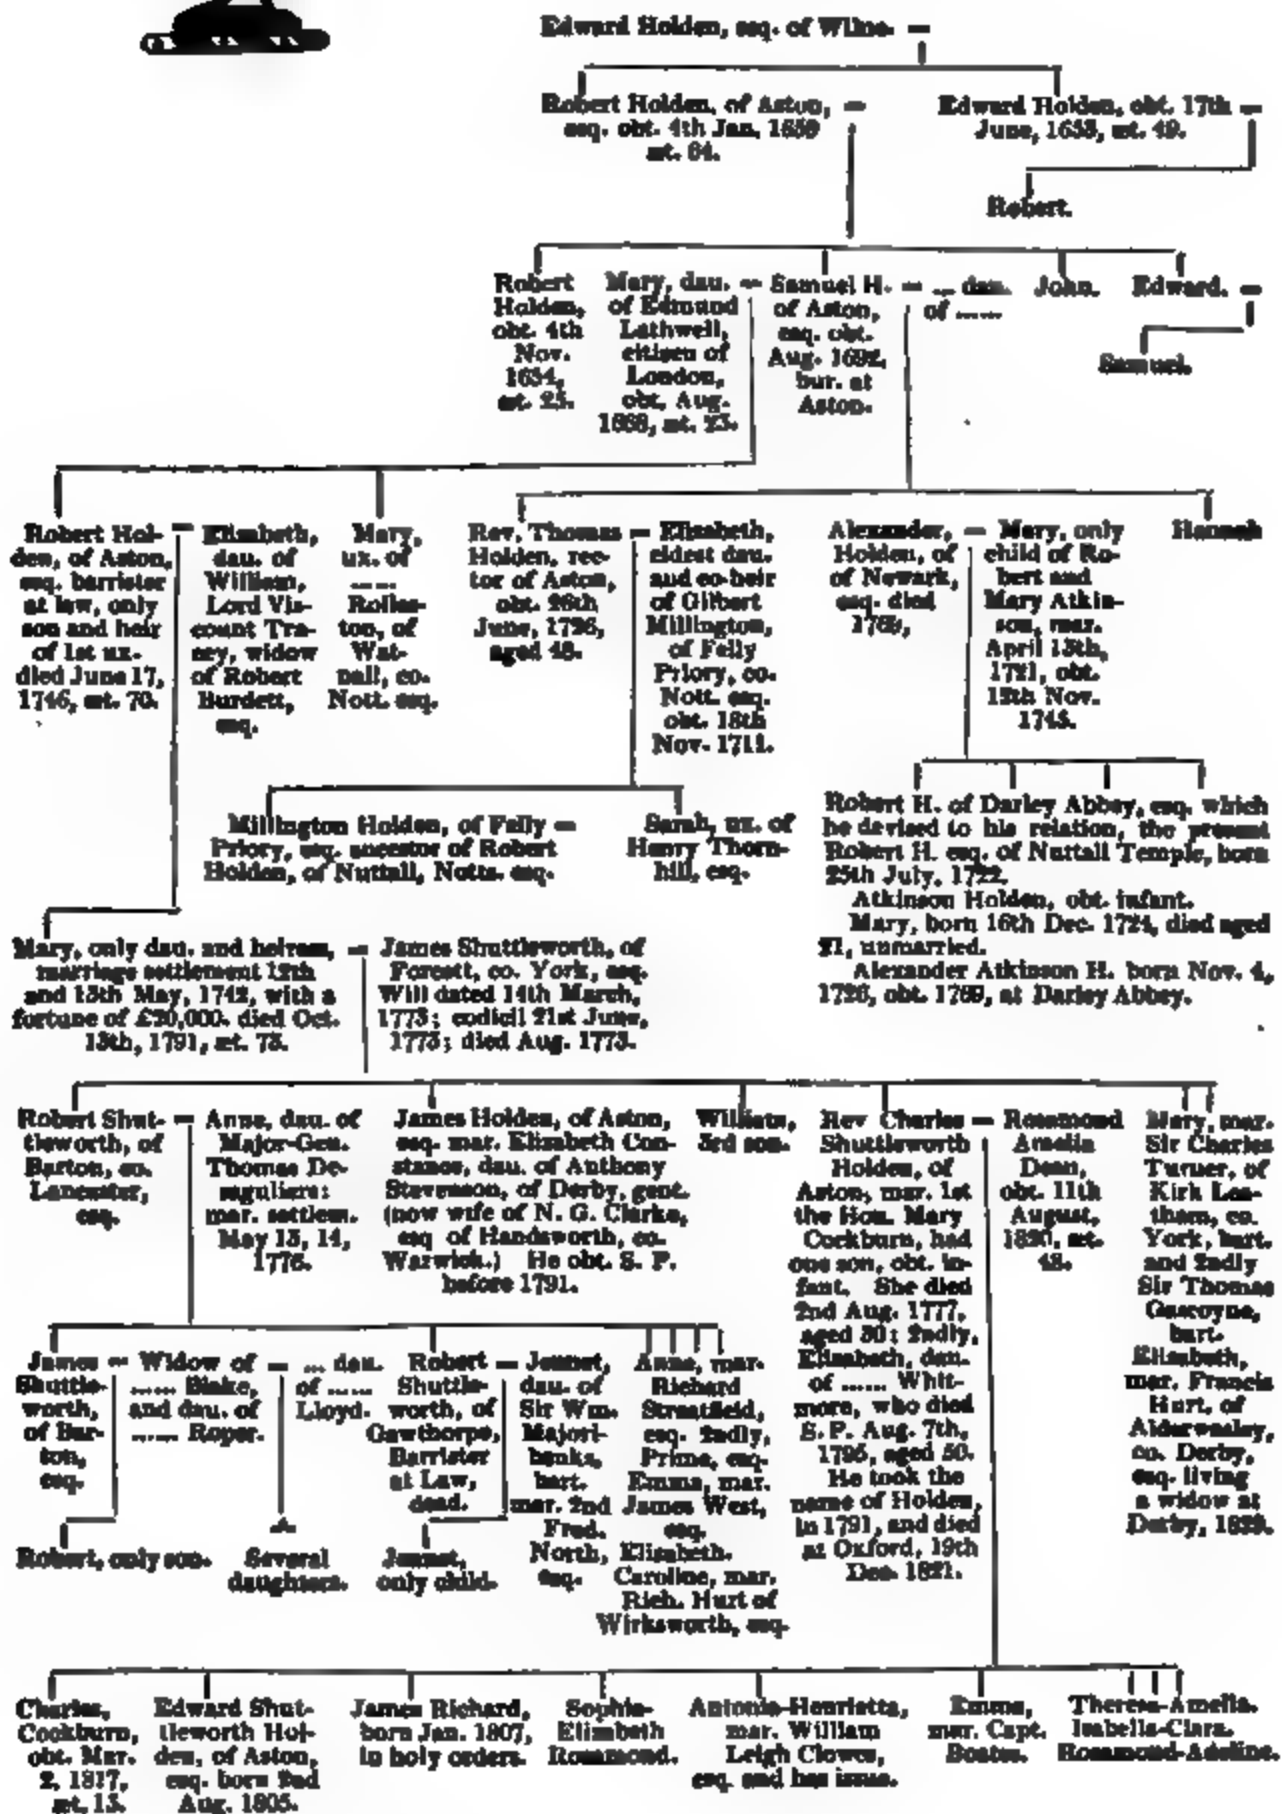 Edward Holden, esq. of Wilne. =
Robert Holden, of Aston, =
esq. obt. 4th Jan. 1659
æt. 64.
Edward Holden, obt. 17th =
June, 1653, æt. 49.
Robert.
Robert
Holden,
obt. 4th
Nov.
1654,
æt. 23.
Mary, dau. =
of Edmund
Lathwell,
citizen of
London,
obt. Aug.
æt. 23.
Samuel H. =
of Aston,
esq. obt.
Aug. 1692,
bur. at
Aston.
... dau.
of ......
John.
Edward. =
Samuel.
Robert Hol- =
den, of Aston,
esq. barrister
at law, only
son and heir
of 1st ux.
died June 17,
1746, æt. 70.
Elizabeth,
dau. of
William,
Lord Vis-
count Tra-
cey, widow
of Robert
Burdett,
esq.
Mary,
ux. of
......
Rolles-
ton, of
Wat-
nall, co.
Nott. esq.
Rev. Thomas =
Holden, rec-
tor of Aston,
obt. 26th
June, 1726,
aged 48.
Elizabeth,
eldest dau.
and co-heir
of Gilbert
Millington,
of Felly
Priory, co.
Nott. esq.
obt. 18th
Nov. 1711.
Alexander, =
Holden, of
of Newark,
esq. died
Mary, only
child of Ro-
bert and
Mary Atkin-
son, mar.
April 13th,
1721, obt.
Nov.
Hannah
Millington Holden, of Felly =
Priory, esq. ancestor of Robert
Holden, of Nuttall, Notts. esq.
Sarah, ux. of
Henry Thorn-
hill, esq.
Robert H. of Darley Abbey, esq. which
he devised to his relation, the present
Robert H. esq. of Nuttall Temple, born
25th July, 1722.
Atkinson Holden, obt. infant.
Mary, born 16th Dec. 1724, died aged
21, unmarried.
Alexander Atkinson H. born Nov. 4,
1726, obt. 1769, at Darley Abbey.
Mary, only dau. and heiress, =
marriage settlement 12th
and 13th May, 1742, with a
fortune of died Oct.
13th, 1791, æt. 73.
James Shuttleworth, of
Forcett, co. York, esq.
Will dated 14th March,
1773; codicil 21st June,
1773; died Aug. 1773.
Robert Shut- =
tleworth, of
Barton, co.
Lancaster,
esq.
Anne, dau. of
Major-Gen.
Thomas De-
saguliers:
mar. settlem.
May 13, 14,
1776.
James Holden, of Aston,
esq. mar. Elizabeth Con-
stance, dau. of Anthony
Stevenson, of Derby, gent.
(now wife of N. G. Clarke,
esq of Handsworth, co.
Warwick.) He obt. S. P.
before 1791.
William,
3rd son.
Rev Charles =
Shuttleworth
Holden, of
Aston, mar. 1st
the Hon. Mary
Cockburn, had
one son, obt. in-
fant. She died
2nd Aug. 1777,
aged 30: 2ndly,
Elizabeth, dau.
of ...... Whit-
more, who died
S. P. Aug. 7th,
1795, aged 50.
He took the
name of Holden,
in 1791, and died
at Oxford, 19th
Dec. 1821.
Rosamond
Amelia
Dean,
obt. 11th
August,
1820, æt.
48.
Mary, mar.
Sir Charles
Turner, of
Kirk Lea-
tham, co.
York, bart.
and 2ndly
Sir Thomas
Gascoyne,
bart.
Elizabeth,
mar. Francis
Hurt, of
Alderwasley,
co. Derby,
esq. living
a widow at
Derby, 1829.
James =
Shuttle-
worth,
of Bar-
ton,
esq.
Widow of =
...... Blake,
and dau. of
...... Roper.
... dau.
of ......
Lloyd.
Robert =
Shuttle-
worth, of
Gawthorpe,
Barrister
at Law,
dead.
Jennet,
dau. of
Sir Wm.
Majori-
banks,
bart.
mar. 2nd
Fred.
North,
esq.
Anne, mar.
Richard
Streatfield,
esq. 2ndly,
Prime, esq.
Emma, mar.
James West,
esq.
Elizabeth.
Caroline, mar.
Rich. Hurt of
Wirksworth, esq.
Robert, only son.
Several
daughters.
Jennet,
only child.
Charles,
Cockburn,
obt. Mar.
2, 1817,
æt. 13.
Edward Shut-
tleworth Hol-
den, of Aston,
esq. born 2nd
Aug. 1805.
James Richard,
born Jan. 1807,
in holy orders.
Sophia-
Elizabeth
Rosamond.
Antonia-Henrietta,
mar. William
Leigh Clowes,
esq. and has issue.
Emma,
mar. Capt.
Boates.
Theresa-Amelia.
Isabella-Clara.
Rosamond-Adeline.